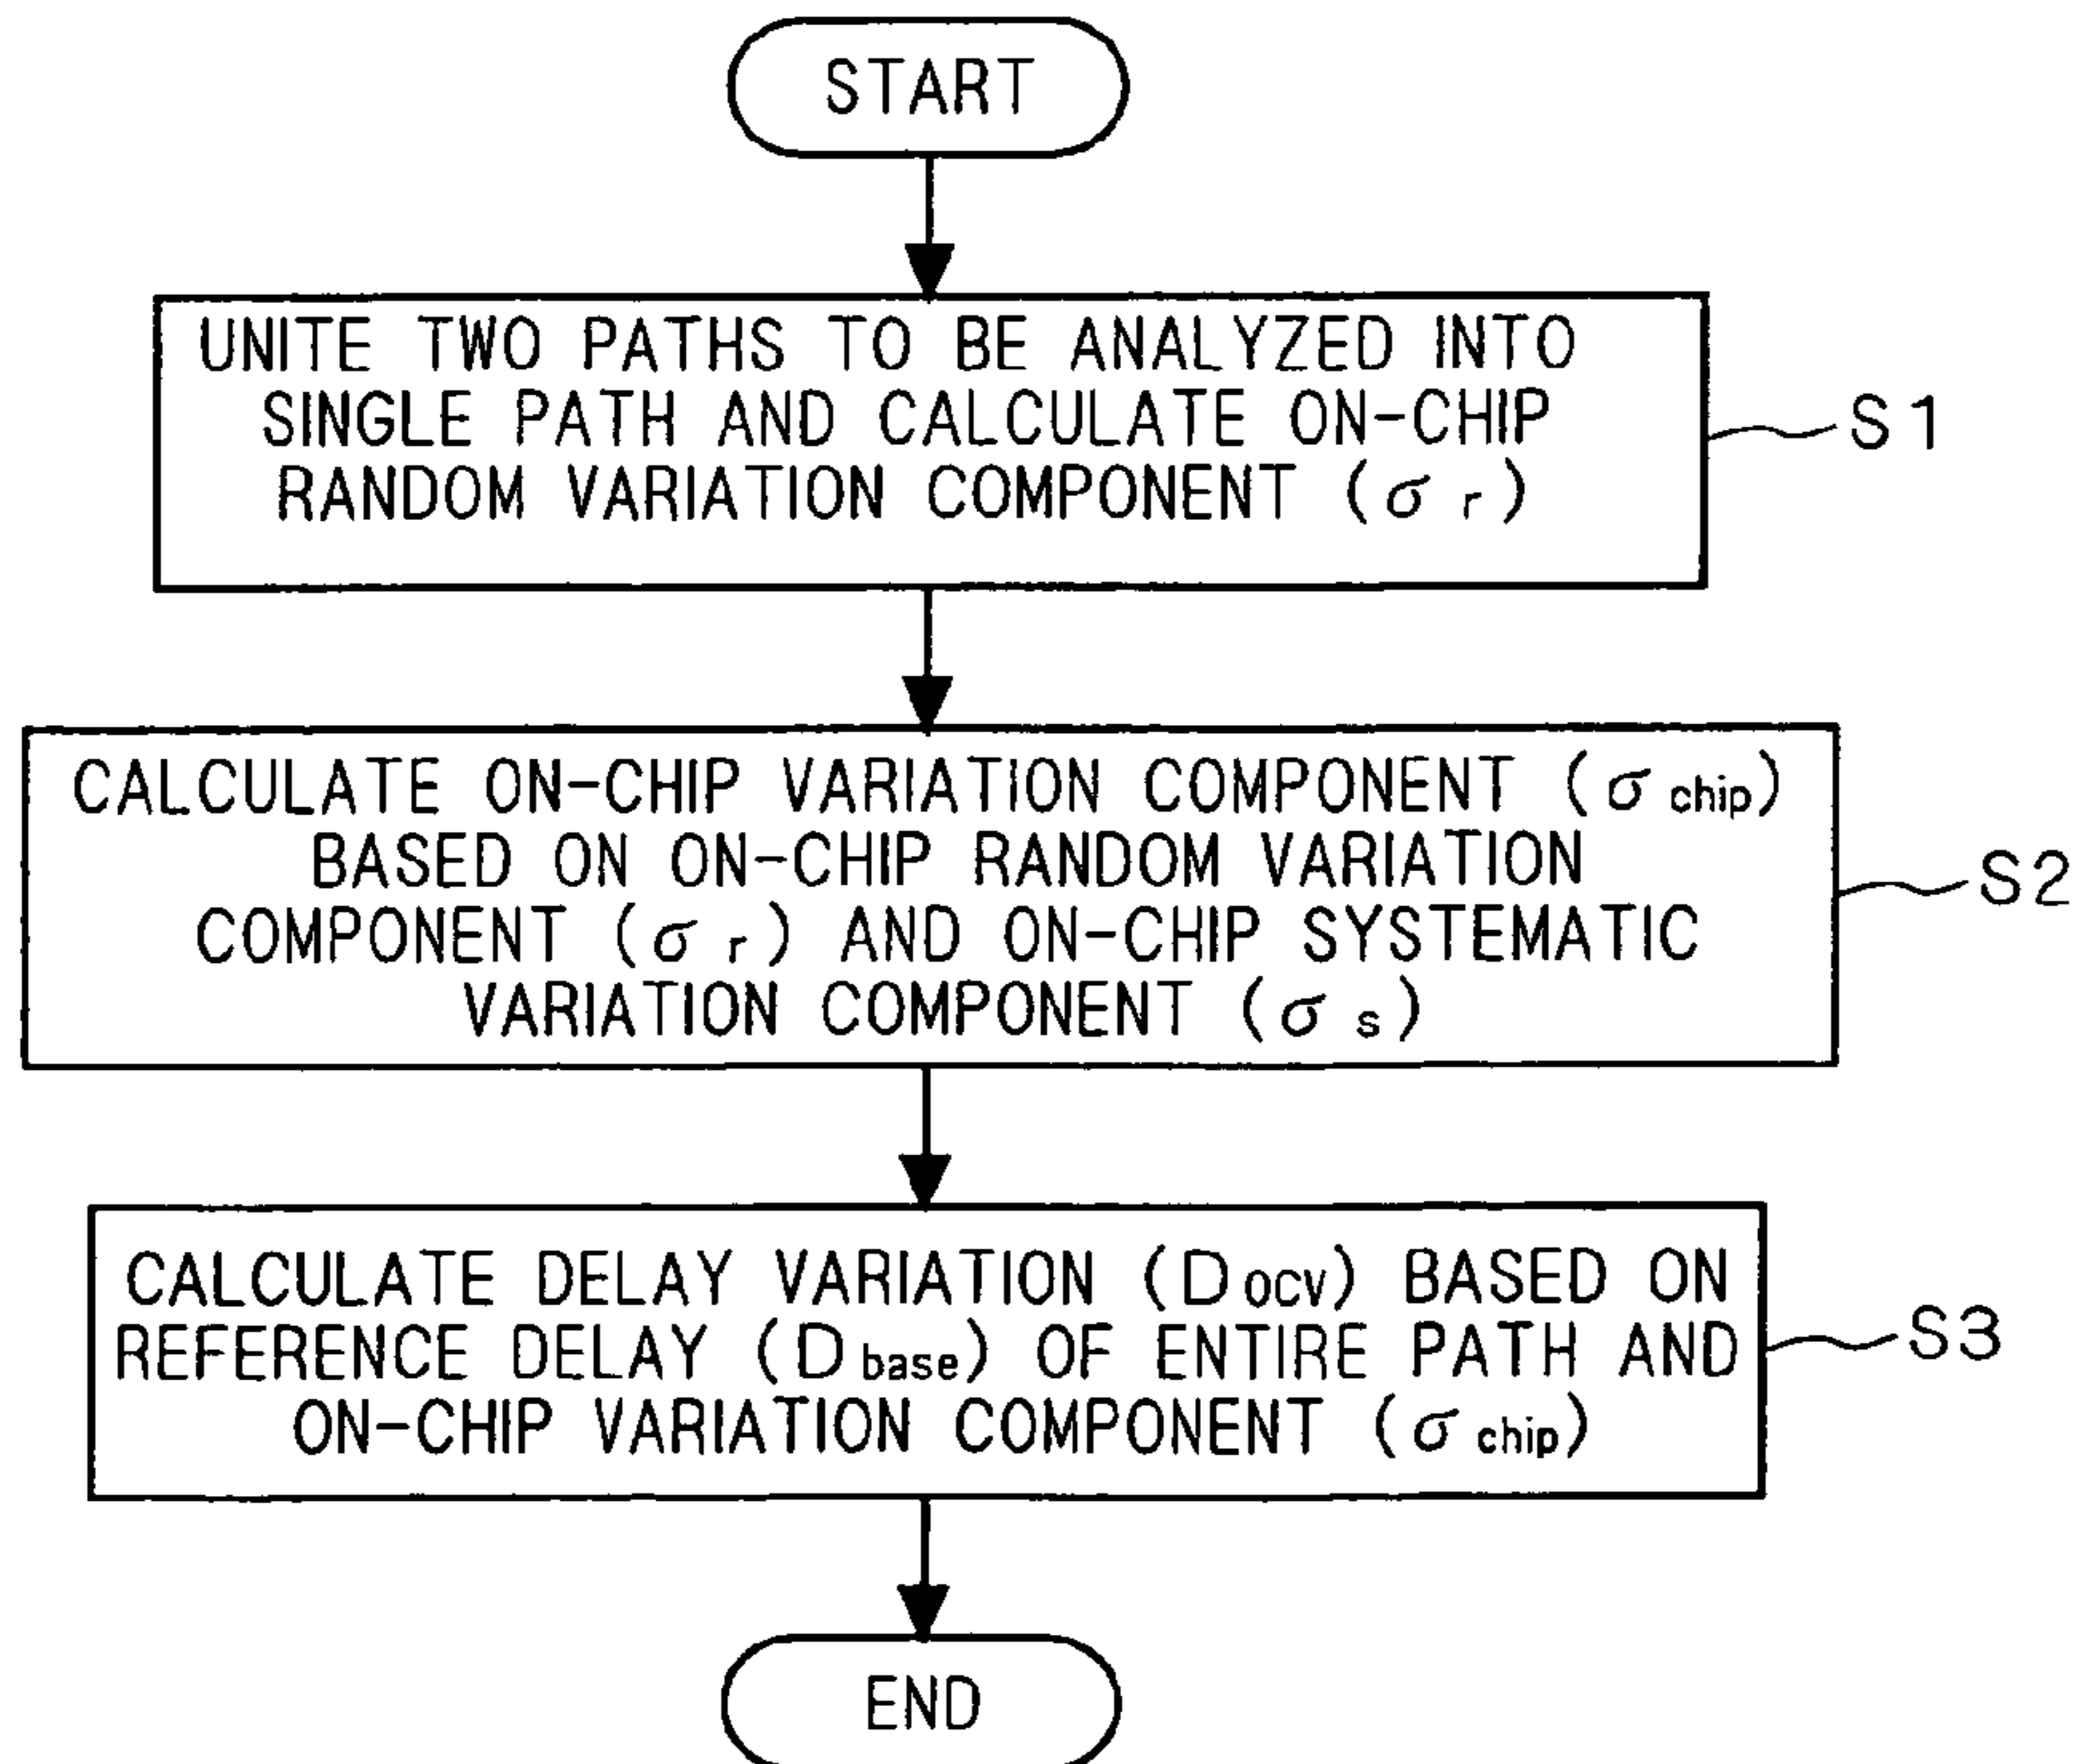 START
UNITE TWO PATHS TO BE ANALYZED INTO
SINGLE PATH AND CALCULATE ON-CHIP
RANDOM VARIATION COMPONENT (σ r)
S1
CALCULATE ON-CHIP VARIATION COMPONENT (σ chip)
BASED ON ON-CHIP RANDOM VARIATION
COMPONENT (σ r) AND ON-CHIP SYSTEMATIC
VARIATION COMPONENT (σ s)
S2
CALCULATE DELAY VARIATION (D OCV) BASED ON
REFERENCE DELAY (D base) OF ENTIRE PATH AND
ON-CHIP VARIATION COMPONENT (σ chip)
S3
END